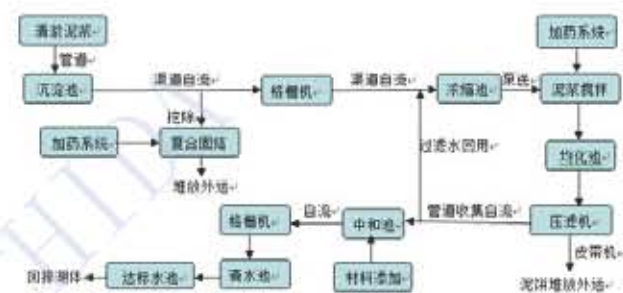 清淤泥浆
加药系统
管道
沉淀池
渠道自流
格栅机
渠道自流
浓缩池
泵送
泥浆搅拌
挖除
加药系统
复合固结
过滤水回用
均化池
堆放外运
格栅机
自流
中和池
管道收集自流
压滤机
皮带机
回排湖体
达标水池
清水池
材料添加
泥饼堆放外运